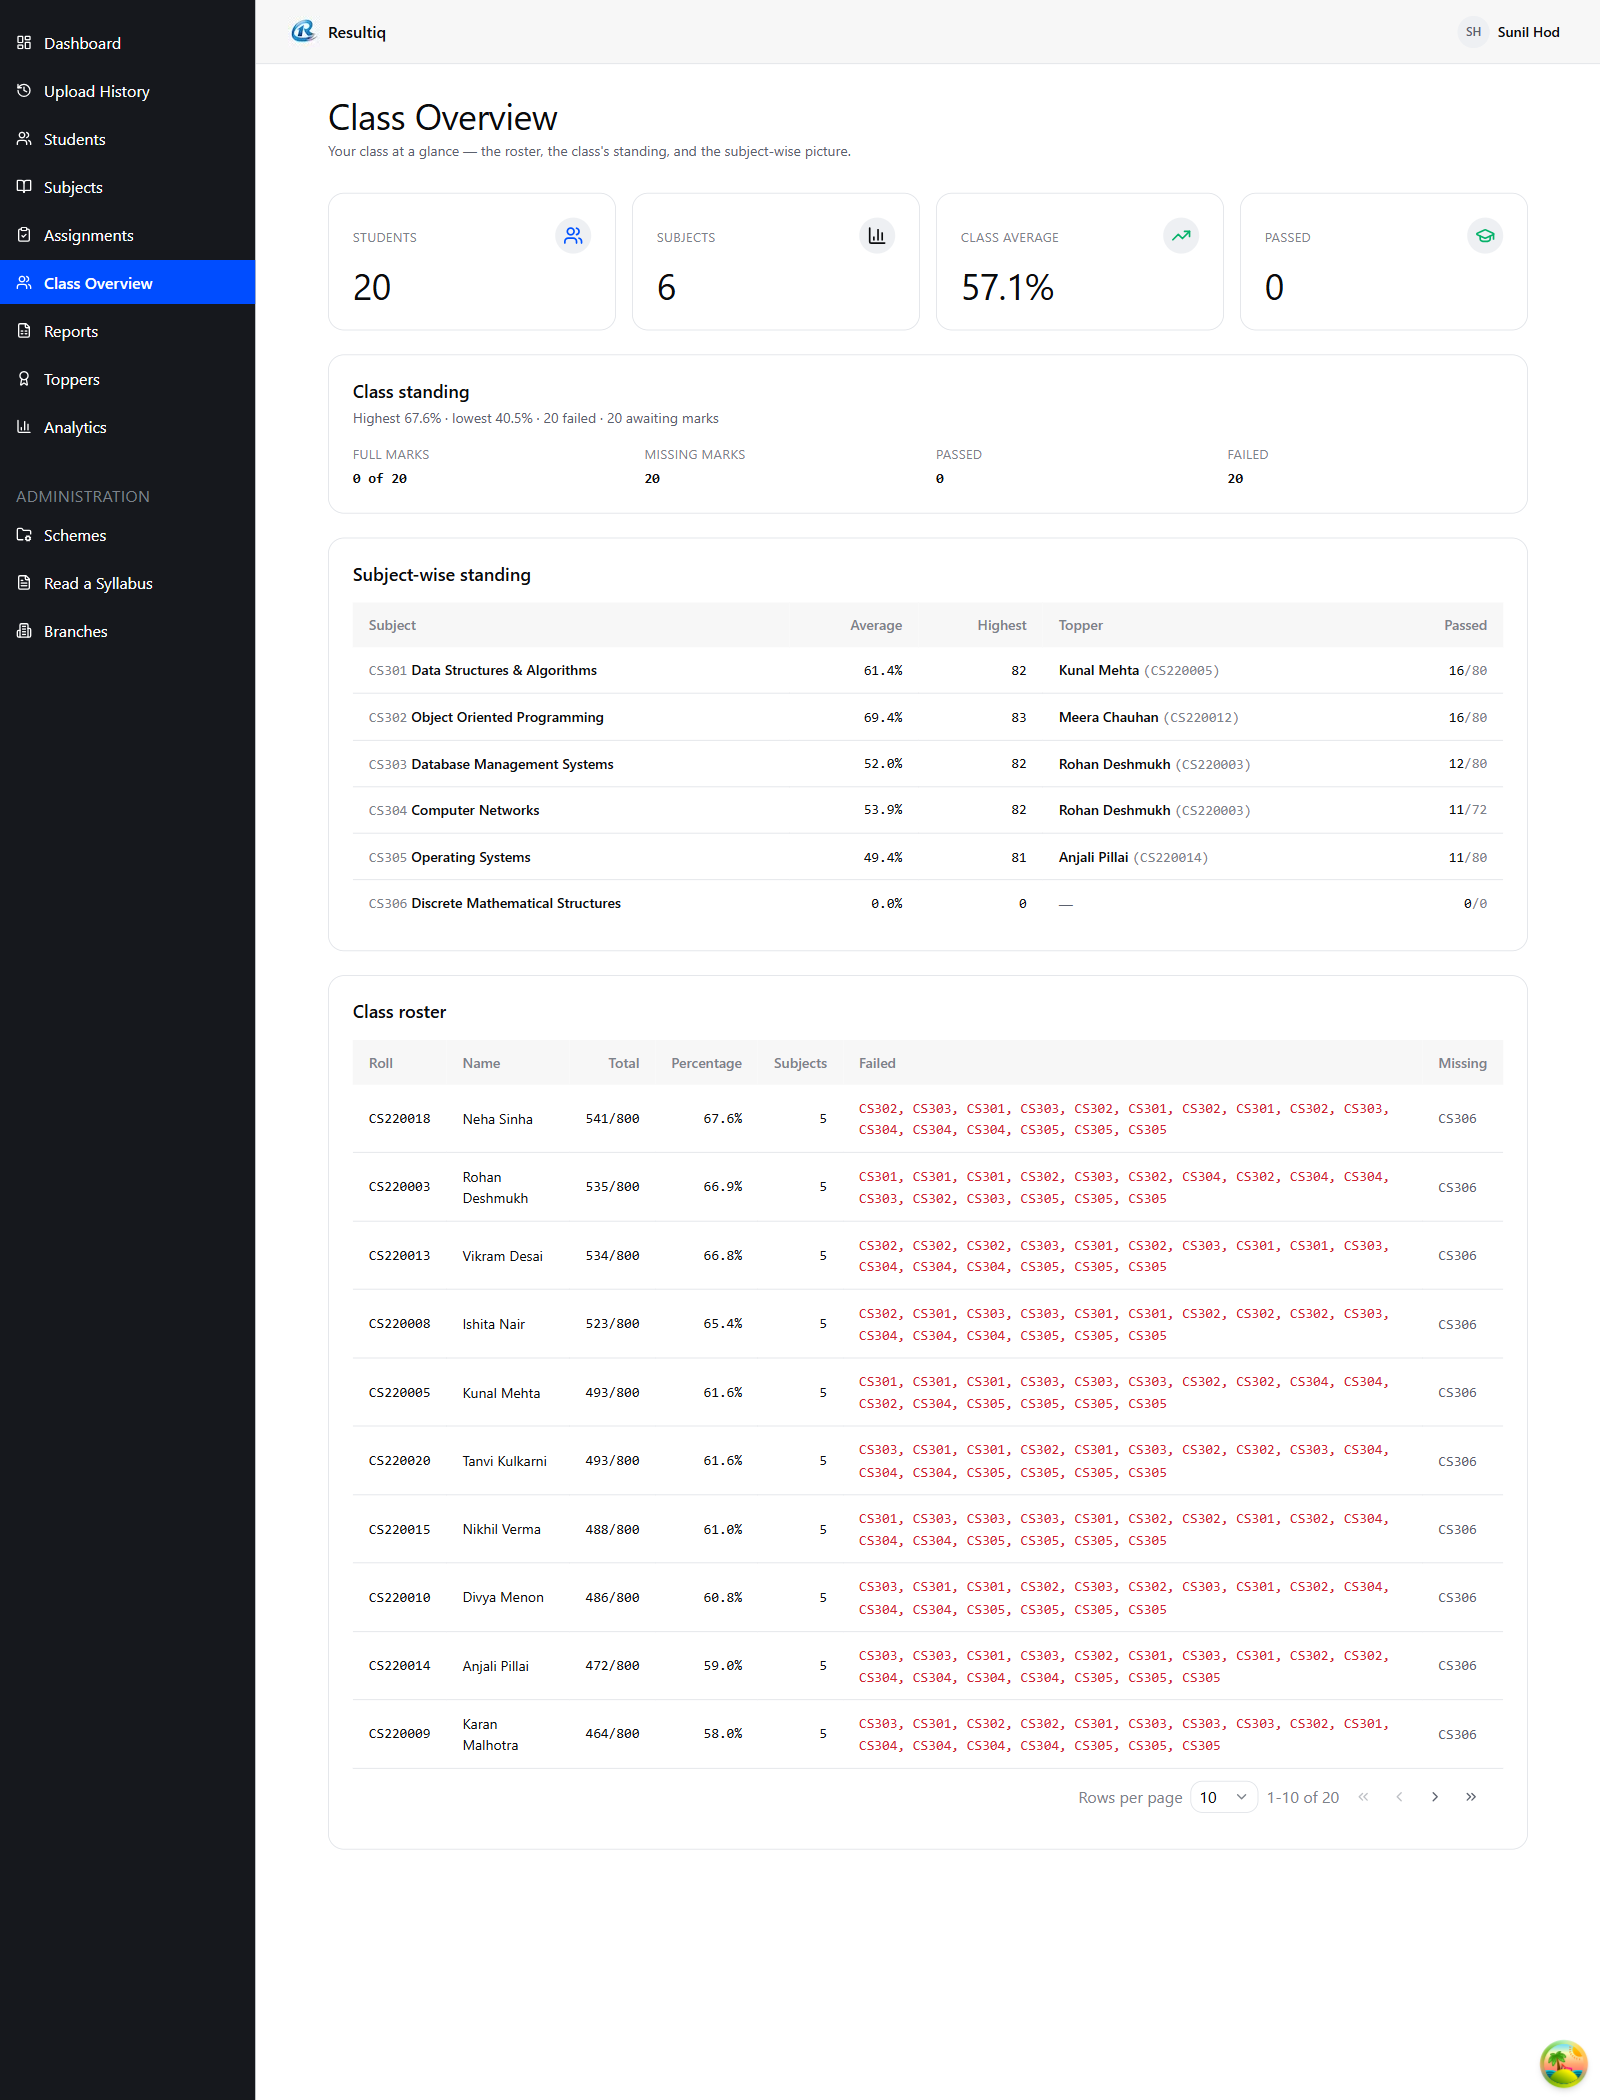 Dashboard
Upload History
Students
Subjects
Assignments
Class Overview
Reports
Toppers
Analytics
ADMINISTRATION
Schemes
Read a Syllabus
Branches
Resultiq
SH Sunil Hod
Class Overview
Your class at a glance — the roster, the class's standing, and the subject-wise picture.
STUDENTS
20
SUBJECTS
6
CLASS AVERAGE
57.1%
PASSED
0
Class standing
Highest 67.6% · lowest 40.5% · 20 failed · 20 awaiting marks
FULL MARKS MISSING MARKS PASSED FAILED
0 of 20 20 0 20
Subject-wise standing
Subject Average Highest Topper Passed
CS301 Data Structures & Algorithms 61.4% 82 Kunal Mehta (CS220005) 16/80
CS302 Object Oriented Programming 69.4% 83 Meera Chauhan (CS220012) 16/80
CS303 Database Management Systems 52.0% 82 Rohan Deshmukh (CS220003) 12/80
CS304 Computer Networks 53.9% 82 Rohan Deshmukh (CS220003) 11/72
CS305 Operating Systems 49.4% 81 Anjali Pillai (CS220014) 11/80
CS306 Discrete Mathematical Structures 0.0% 0 — 0/0
Class roster
Roll Name Total Percentage Subjects Failed Missing
CS220018 Neha Sinha 541/800 67.6% 5 CS302, CS303, CS301, CS303, CS302, CS301, CS302, CS301, CS302, CS303, CS306
CS304, CS304, CS304, CS305, CS305, CS305
CS220003 Rohan Deshmukh 535/800 66.9% 5 CS301, CS301, CS301, CS302, CS303, CS302, CS304, CS302, CS304, CS304, CS306
CS303, CS302, CS303, CS305, CS305, CS305
CS220013 Vikram Desai 534/800 66.8% 5 CS302, CS302, CS302, CS303, CS301, CS302, CS303, CS301, CS301, CS303, CS306
CS304, CS304, CS304, CS305, CS305, CS305
CS220008 Ishita Nair 523/800 65.4% 5 CS302, CS301, CS303, CS303, CS301, CS301, CS302, CS302, CS302, CS303, CS306
CS304, CS304, CS304, CS305, CS305, CS305
CS220005 Kunal Mehta 493/800 61.6% 5 CS301, CS301, CS301, CS303, CS303, CS303, CS302, CS302, CS304, CS304, CS306
CS302, CS304, CS305, CS305, CS305, CS305
CS220020 Tanvi Kulkarni 493/800 61.6% 5 CS303, CS301, CS301, CS302, CS301, CS303, CS302, CS302, CS303, CS304, CS306
CS304, CS304, CS305, CS305, CS305, CS305
CS220015 Nikhil Verma 488/800 61.0% 5 CS301, CS303, CS303, CS303, CS301, CS302, CS302, CS301, CS302, CS304, CS306
CS304, CS304, CS305, CS305, CS305, CS305
CS220010 Divya Menon 486/800 60.8% 5 CS303, CS301, CS301, CS302, CS303, CS302, CS303, CS301, CS302, CS304, CS306
CS304, CS304, CS305, CS305, CS305, CS305
CS220014 Anjali Pillai 472/800 59.0% 5 CS303, CS303, CS301, CS303, CS302, CS301, CS303, CS301, CS302, CS302, CS306
CS304, CS304, CS304, CS304, CS305, CS305, CS305
CS220009 Karan Malhotra 464/800 58.0% 5 CS303, CS301, CS302, CS302, CS301, CS303, CS303, CS303, CS302, CS301, CS306
CS304, CS304, CS304, CS304, CS305, CS305, CS305
Rows per page 10 1-10 of 20